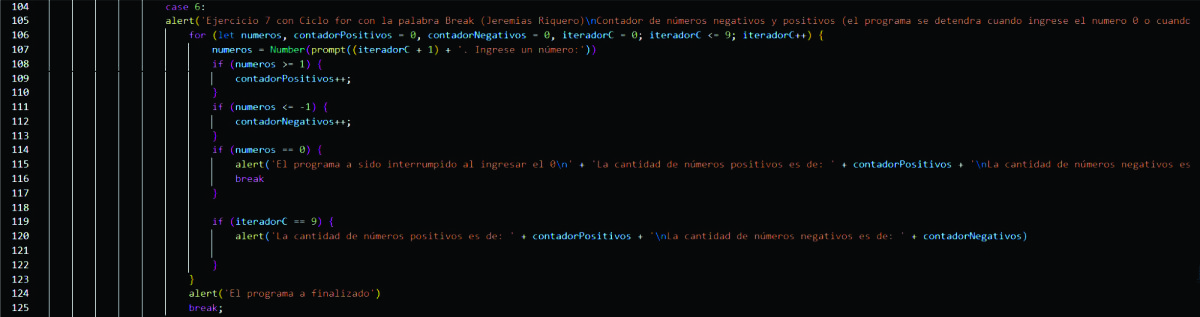 104 case 6:
105 alert('Ejercicio 7 con Ciclo for con la palabra Break (Jeremias Riquero)\nContador de números negativos y positivos (el programa se detendra cuando ingrese el numero 0 o cuando
106 for (let numeros, contadorPositivos = 0, contadorNegativos = 0, iteradorC = 0; iteradorC <= 9; iteradorC++) {
107 numeros = Number(prompt((iteradorC + 1) + '. Ingrese un número:'))
108 if (numeros >= 1) {
109 contadorPositivos++;
110 }
111 if (numeros <= -1) {
112 contadorNegativos++;
113 }
114 if (numeros == 0) {
115 alert('El programa a sido interrumpido al ingresar el 0\n' + 'La cantidad de números positivos es de: ' + contadorPositivos + '\nLa cantidad de números negativos es
116 break
117 }
118
119 if (iteradorC == 9) {
120 alert('La cantidad de números positivos es de: ' + contadorPositivos + '\nLa cantidad de números negativos es de: ' + contadorNegativos)
121
122 }
123 }
124 alert('El programa a finalizado')
125 break;